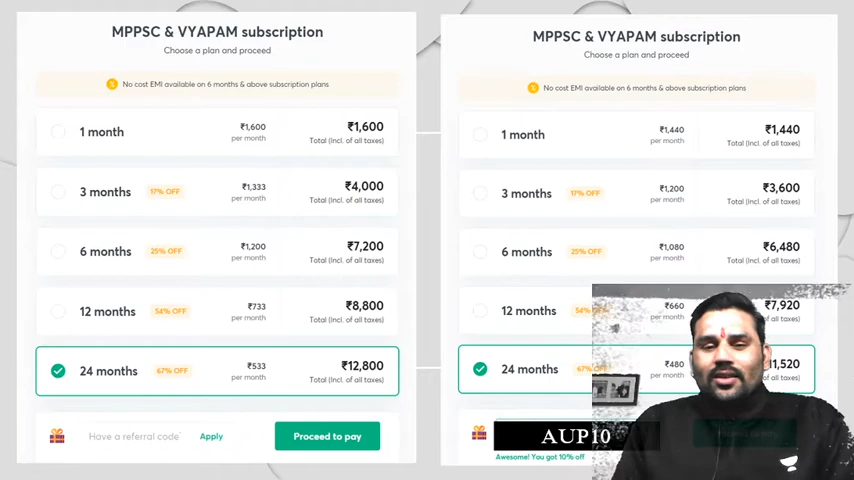 MPPSC & VYAPAM subscription
Choose a plan and proceed
No cost EMI available on 6 months & above subscription plans
1 month ₹1,600 per month ₹1,600 Total (Incl. of all taxes)
3 months 17% OFF ₹1,333 per month ₹4,000 Total (Incl. of all taxes)
6 months 25% OFF ₹1,200 per month ₹7,200 Total (Incl. of all taxes)
12 months 54% OFF ₹733 per month ₹8,800 Total (Incl. of all taxes)
24 months 67% OFF ₹533 per month ₹12,800 Total (Incl. of all taxes)
Have a referral code Apply Proceed to pay
MPPSC & VYAPAM subscription
Choose a plan and proceed
No cost EMI available on 6 months & above subscription plans
1 month ₹1,440 per month ₹1,440 Total (Incl. of all taxes)
3 months 17% OFF ₹1,200 per month ₹3,600 Total (Incl. of all taxes)
6 months 25% OFF ₹1,080 per month ₹6,480 Total (Incl. of all taxes)
12 months 54% ₹660 per month ₹7,920 of all taxes)
24 months 67% ₹480 per month 11,520 of all taxes)
AUP10
Awesome! You got 10% off